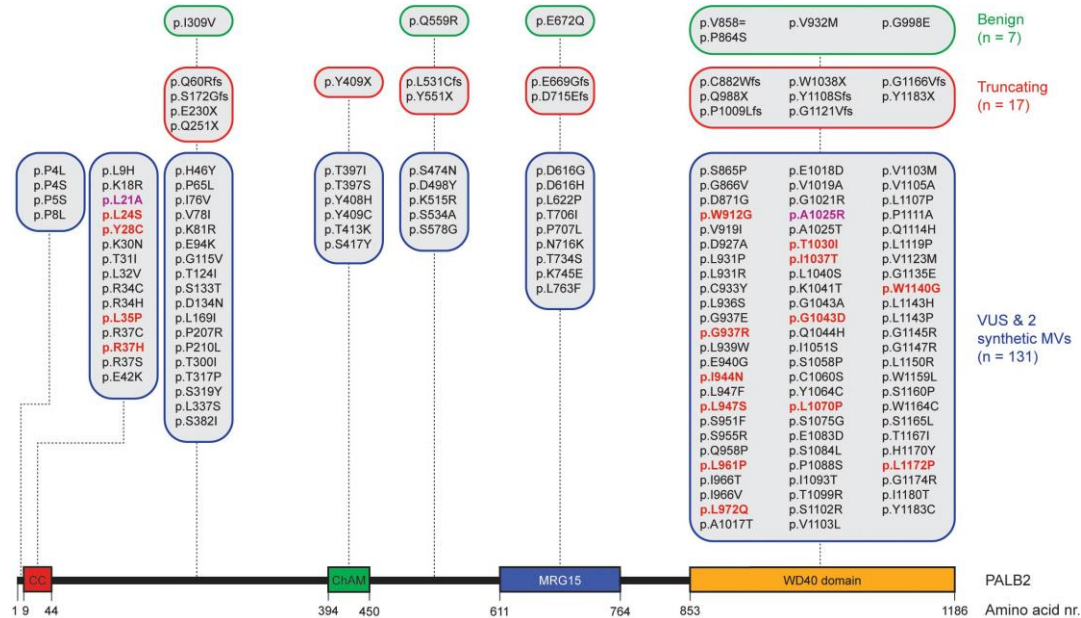 p.I309V
p.Q559R
p.E672Q
p.V858= p.V932M p.G998E
p.P864S
Benign
(n = 7)
p.Q60Rfs
p.S172Gfs
p.E230X
p.Q251X
p.Y409X
p.L531Cfs
p.Y551X
p.E669Gfs
p.D715Efs
p.C882Wfs p.W1038X p.G1166Vfs
p.Q988X p.Y1108Sfs p.Y1183X
p.P1009Lfs p.G1121Vfs
Truncating
(n = 17)
p.P4L
p.P4S
p.P5S
p.P8L
p.L9H
p.K18R
p.L21A
p.L24S
p.Y28C
p.K30N
p.T31I
p.L32V
p.R34C
p.R34H
p.L35P
p.R37C
p.R37H
p.R37S
p.E42K
p.H46Y
p.P65L
p.I76V
p.V78I
p.K81R
p.E94K
p.G115V
p.T124I
p.S133T
p.D134N
p.L169I
p.P207R
p.P210L
p.T300I
p.T317P
p.S319Y
p.L337S
p.S382I
p.T397I
p.T397S
p.Y408H
p.Y409C
p.T413K
p.S417Y
p.S474N
p.D498Y
p.K515R
p.S534A
p.S578G
p.D616G
p.D616H
p.L622P
p.T706I
p.P707L
p.N716K
p.T734S
p.K745E
p.L763F
p.S865P p.E1018D p.V1103M
p.G866V p.V1019A p.V1105A
p.D871G p.G1021R p.L1107P
p.W912G p.A1025R p.P1111A
p.V919I p.A1025T p.Q1114H
p.D927A p.T1030I p.L1119P
p.L931P p.I1037T p.V1123M
p.L931R p.L1040S p.G1135E
p.C933Y p.K1041T p.W1140G
p.L936S p.G1043A p.L1143H
p.G937E p.G1043D p.L1143P
p.G937R p.Q1044H p.G1145R
p.L939W p.I1051S p.G1147R
p.E940G p.S1058P p.L1150R
p.I944N p.C1060S p.W1159L
p.L947F p.Y1064C p.S1160P
p.L947S p.L1070P p.W1164C
p.S951F p.S1075G p.S1165L
p.S955R p.E1083D p.T1167I
p.Q958P p.S1084L p.H1170Y
p.L961P p.P1088S p.L1172P
p.I966T p.I1093T p.G1174R
p.I966V p.T1099R p.I1180T
p.L972Q p.S1102R p.Y1183C
p.A1017T p.V1103L
VUS & 2
synthetic MVs
(n = 131)
CC ChAM MRG15 WD40 domain PALB2
1 9 44 394 450 611 764 853 1186 Amino acid nr.